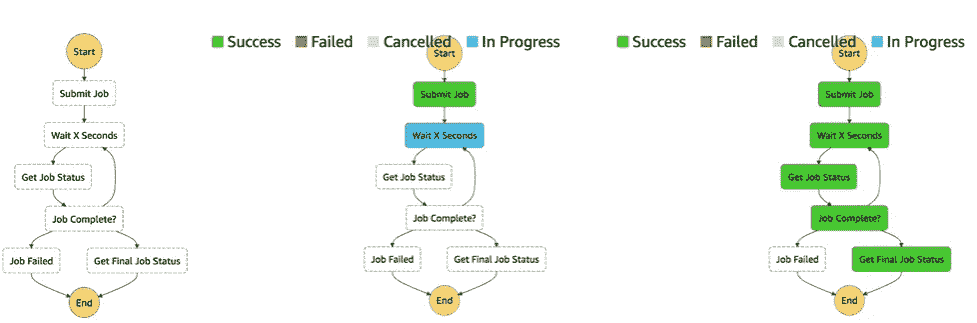 Start
Submit Job
Wait X Seconds
Get Job Status
Job Complete?
Job Failed
Get Final Job Status
End
Success Failed Cancelled In Progress
Start
Submit Job
Wait X Seconds
Get Job Status
Job Complete?
Job Failed
Get Final Job Status
End
Success Failed Cancelled In Progress
Start
Submit Job
Wait X Seconds
Get Job Status
Job Complete?
Job Failed
Get Final Job Status
End